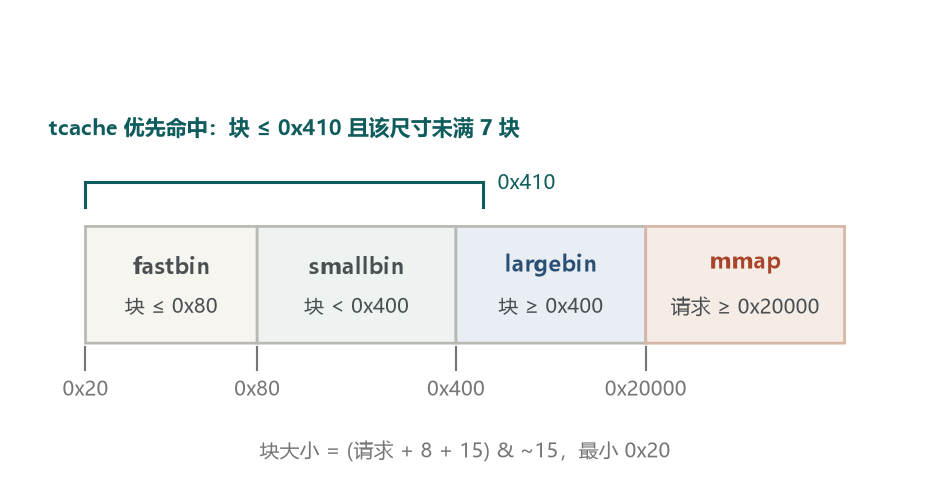 tcache 优先命中：块 ≤ 0x410 且该尺寸未满 7 块
0x410
fastbin
块 ≤ 0x80
smallbin
块 < 0x400
largebin
块 ≥ 0x400
mmap
请求 ≥ 0x20000
0x20
0x80
0x400
0x20000
块大小 = (请求 + 8 + 15) & ~15，最小 0x20